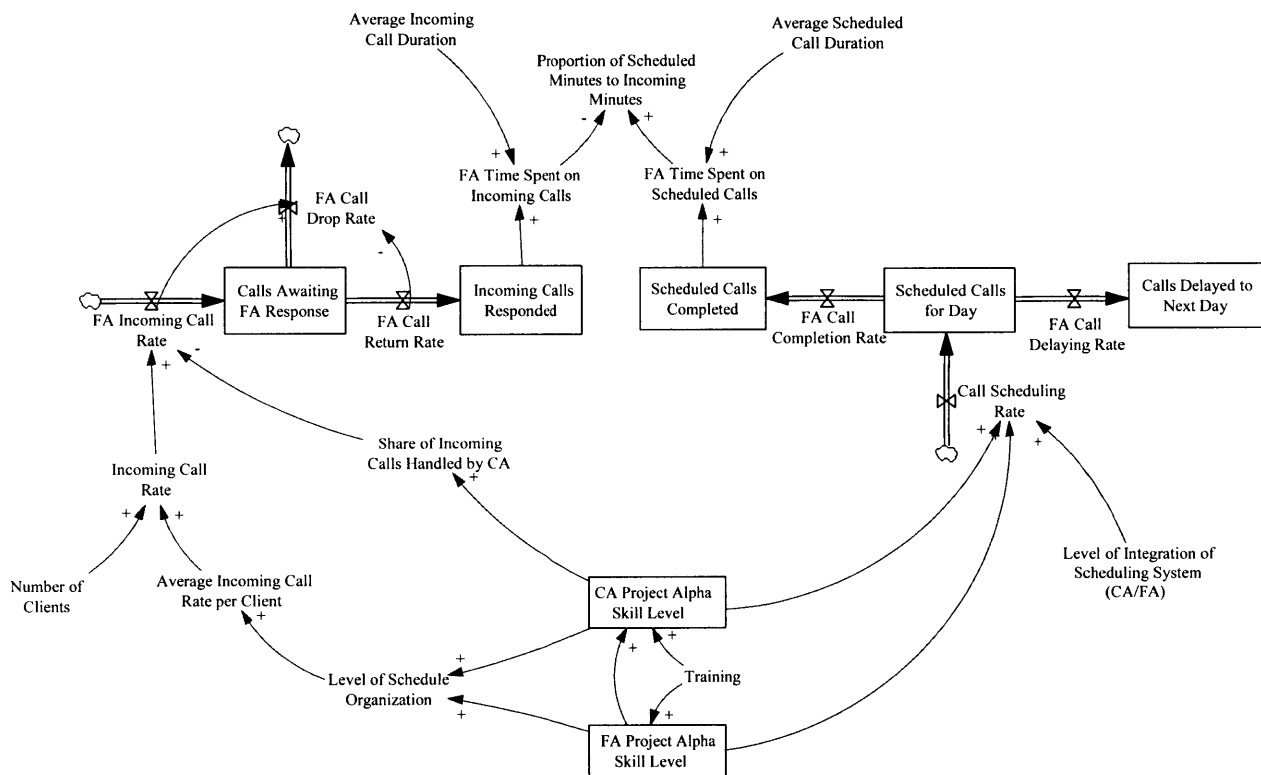 Average Incoming
Call Duration
Average Scheduled
Call Duration
Proportion of Scheduled
Minutes to Incoming
Minutes
-
+
+
+
FA Time Spent on
Incoming Calls
FA Time Spent on
Scheduled Calls
FA Call
Drop Rate
+
+
+
-
Calls Awaiting
FA Response
Incoming Calls
Responded
Scheduled Calls
Completed
Scheduled Calls
for Day
Calls Delayed to
Next Day
FA Incoming Call
Rate
FA Call
Return Rate
FA Call
Completion Rate
FA Call
Delaying Rate
-
+
Call Scheduling
Rate
+
+
+
Share of Incoming
Calls Handled by CA
+
Incoming Call
Rate
+
+
Level of Integration of
Scheduling System
(CA/FA)
Number of
Clients
Average Incoming Call
Rate per Client
+
CA Project Alpha
Skill Level
+
+
+
Level of Schedule
Organization
Training
+
+
FA Project Alpha
Skill Level